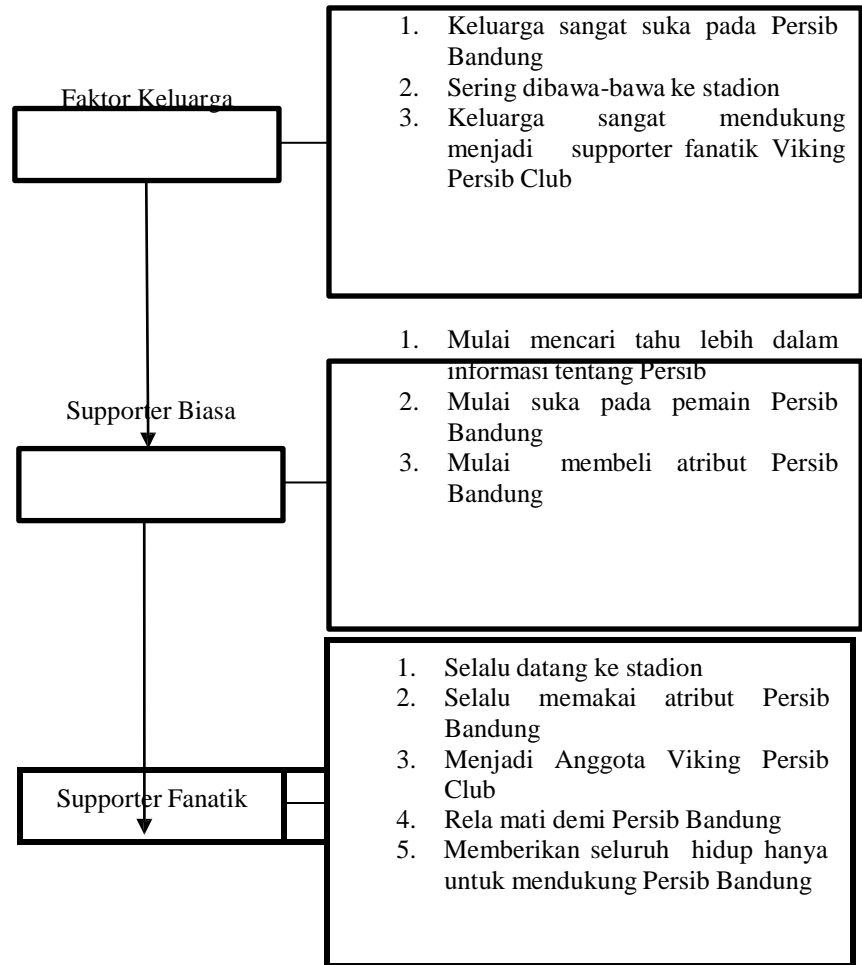 Faktor Keluarga
1. Keluarga sangat suka pada Persib
Bandung
2. Sering dibawa-bawa ke stadion
3. Keluarga sangat mendukung
menjadi supporter fanatik Viking
Persib Club
Supporter Biasa
1. Mulai mencari tahu lebih dalam
informasi tentang Persib
2. Mulai suka pada pemain Persib
Bandung
3. Mulai membeli atribut Persib
Bandung
Supporter Fanatik
1. Selalu datang ke stadion
2. Selalu memakai atribut Persib
Bandung
3. Menjadi Anggota Viking Persib
Club
4. Rela mati demi Persib Bandung
5. Memberikan seluruh hidup hanya
untuk mendukung Persib Bandung